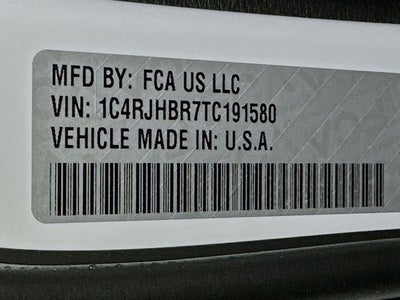 MFD BY: FCA US LLC
VIN: 1C4RJHBR7TC191580
VEHICLE MADE IN: U.S.A.